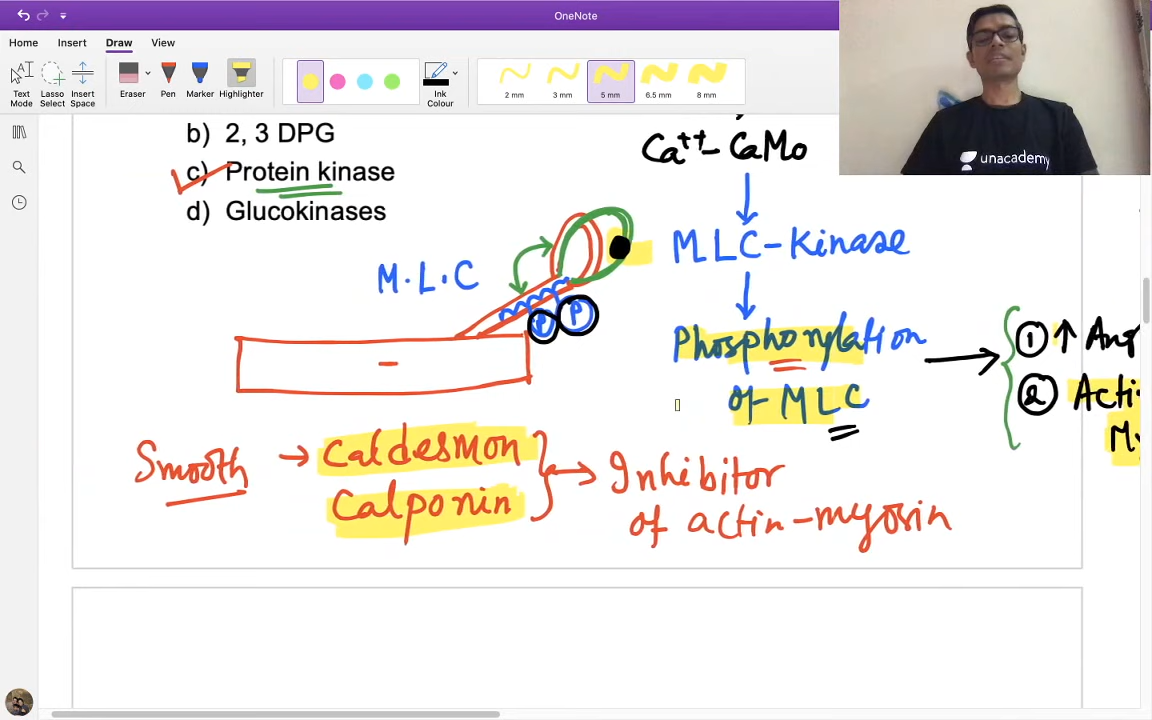 OneNote
Home Insert Draw View
Text Mode
Lasso Select
Insert Space
Eraser
Pen
Marker
Highlighter
Ink Colour
2 mm
3 mm
5 mm
6.5 mm
8 mm
unacademy
b) 2, 3 DPG
c) Protein kinase
d) Glucokinases
Ca++- CaMo
MLC-Kinase
M.L.C
P P
Phosphorylation
of MLC
① ↑
② Acti
My
Smooth → Caldesmon
Calponin
→ Inhibitor
of actin-myosin